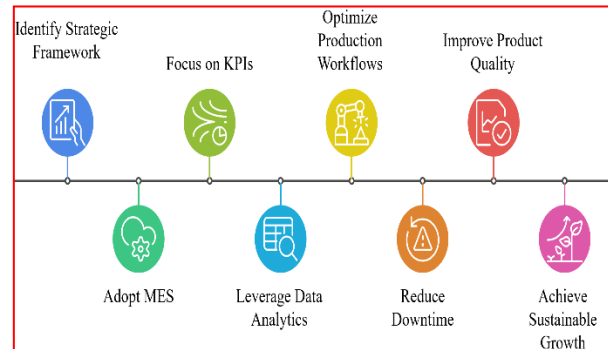 Identify Strategic
Framework
Adopt MES
Focus on KPIs
Leverage Data
Analytics
Optimize
Production
Workflows
Reduce
Downtime
Improve Product
Quality
Achieve
Sustainable
Growth